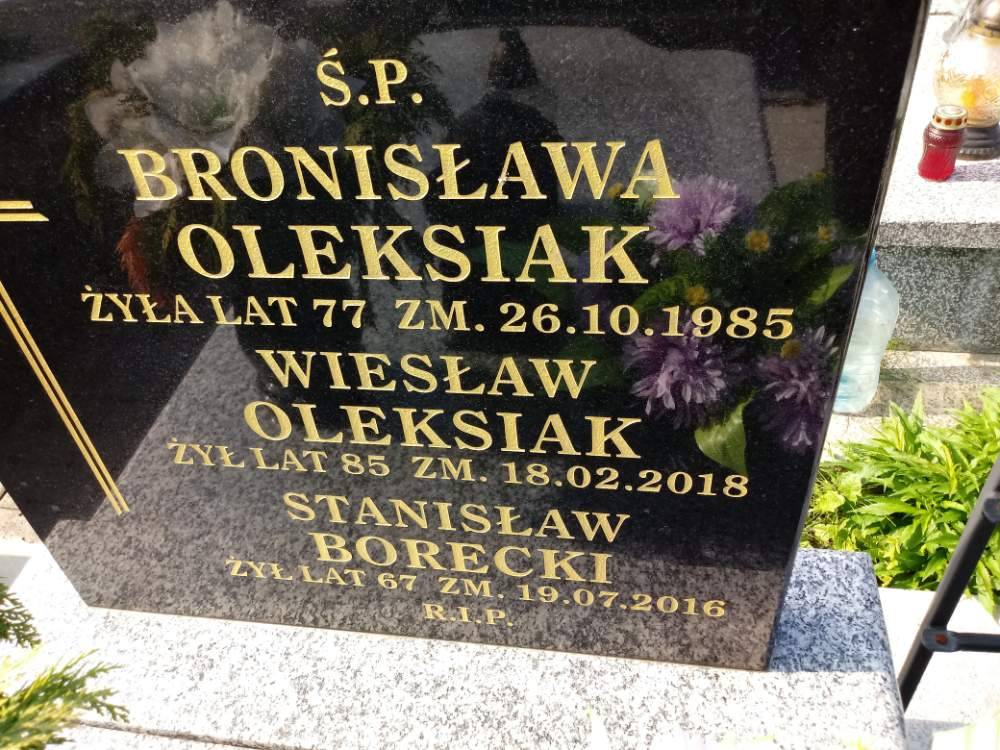 Ś.P.
BRONISŁAWA
OLEKSIAK
ŻYŁA LAT 77 ZM. 26.10.1985
WIESŁAW
OLEKSIAK
ŻYŁ LAT 85 ZM. 18.02.2018
STANISŁAW
BORECKI
ŻYŁ LAT 67 ZM. 19.07.2016
R.I.P.